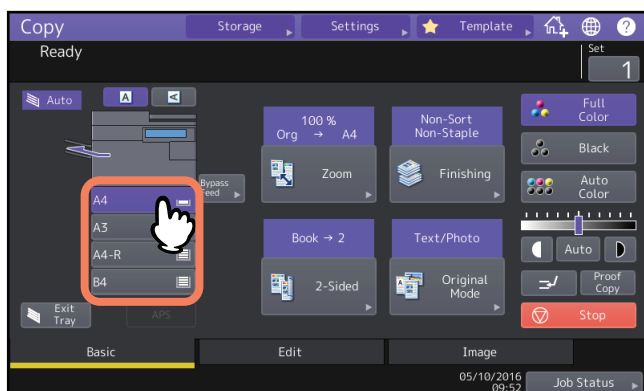 Copy
Storage
Settings
Template
?
Ready
Set
1
Auto
A
A
100 %
Org → A4
Non-Sort
Non-Staple
Full
Color
Zoom
Finishing
Black
Bypass
Feed
A4
A3
A4-R
B4
Auto
Color
Book → 2
Text/Photo
Auto
2-Sided
Original
Mode
Proof
Copy
Exit
Tray
APS
Stop
Basic
Edit
Image
05/10/2016
09:52
Job Status